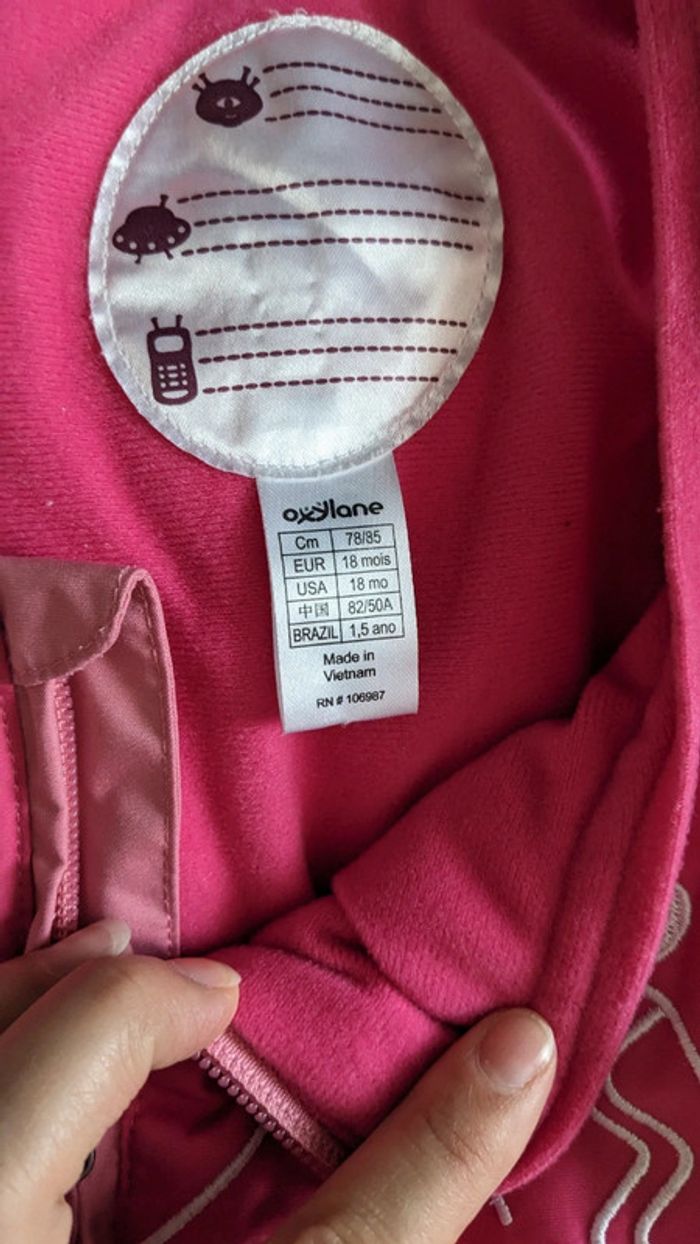 oxylane
Cm 78/85
EUR 18 mois
USA 18 mo
中国 82/50A
BRAZIL 1,5 ano
Made in
Vietnam
RN # 106987